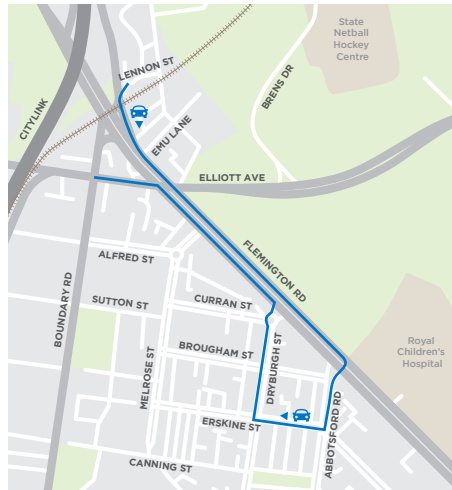 State
Netball
Hockey
Centre
LENNON ST
BRENS DR
CITYLINK
EMU LANE
ELLIOTT AVE
FLEMINGTON RD
ALFRED ST
BOUNDARY RD
SUTTON ST
CURRAN ST
DRYBURGH ST
Royal
Children's
Hospital
BROUGHAM ST
MELROSE ST
ABBOTSFORD RD
ERSKINE ST
CANNING ST